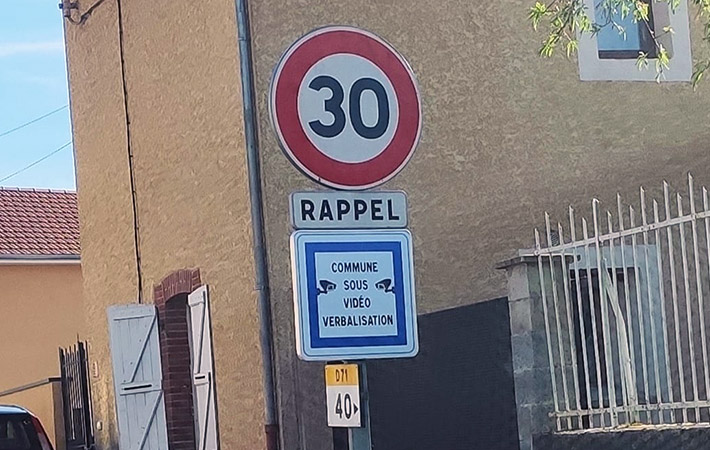 30
RAPPEL
COMMUNE
SOUS
VIDÉO
VERBALISATION
D71
40